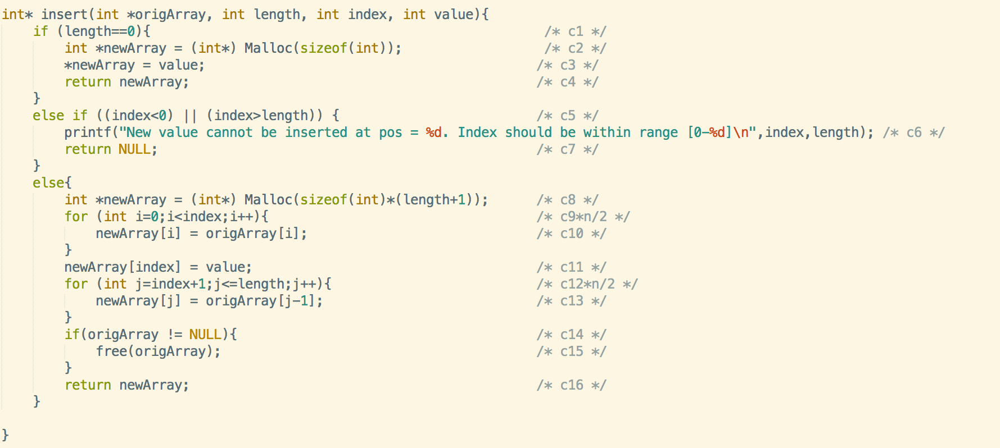 int* insert(int *origArray, int length, int index, int value){
    if (length==0){                                                  /* c1 */
        int *newArray = (int*) Malloc(sizeof(int));                  /* c2 */
        *newArray = value;                                          /* c3 */
        return newArray;                                            /* c4 */
    }
    else if ((index<0) || (index>length)) {                         /* c5 */
        printf("New value cannot be inserted at pos = %d. Index should be within range [0-%d]\n",index,length); /* c6 */
        return NULL;                                                /* c7 */
    }
    else{
        int *newArray = (int*) Malloc(sizeof(int)*(length+1));      /* c8 */
        for (int i=0;i<index;i++){                                  /* c9*n/2 */
            newArray[i] = origArray[i];                             /* c10 */
        }
        newArray[index] = value;                                    /* c11 */
        for (int j=index+1;j<=length;j++){                          /* c12*n/2 */
            newArray[j] = origArray[j-1];                           /* c13 */
        }
        if(origArray != NULL){                                      /* c14 */
            free(origArray);                                        /* c15 */
        }
        return newArray;                                            /* c16 */
    }

}